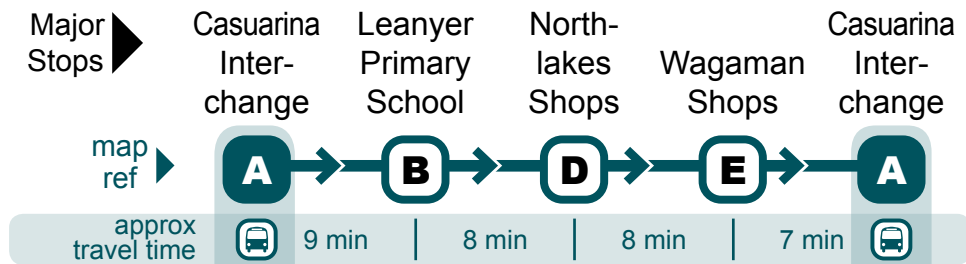 Major
Stops
Casuarina
Inter-
change
Leanyer
Primary
School
North-
lakes
Shops
Wagaman
Shops
Casuarina
Inter-
change
map
ref
A
B
D
E
A
approx
travel time
9 min
8 min
8 min
7 min